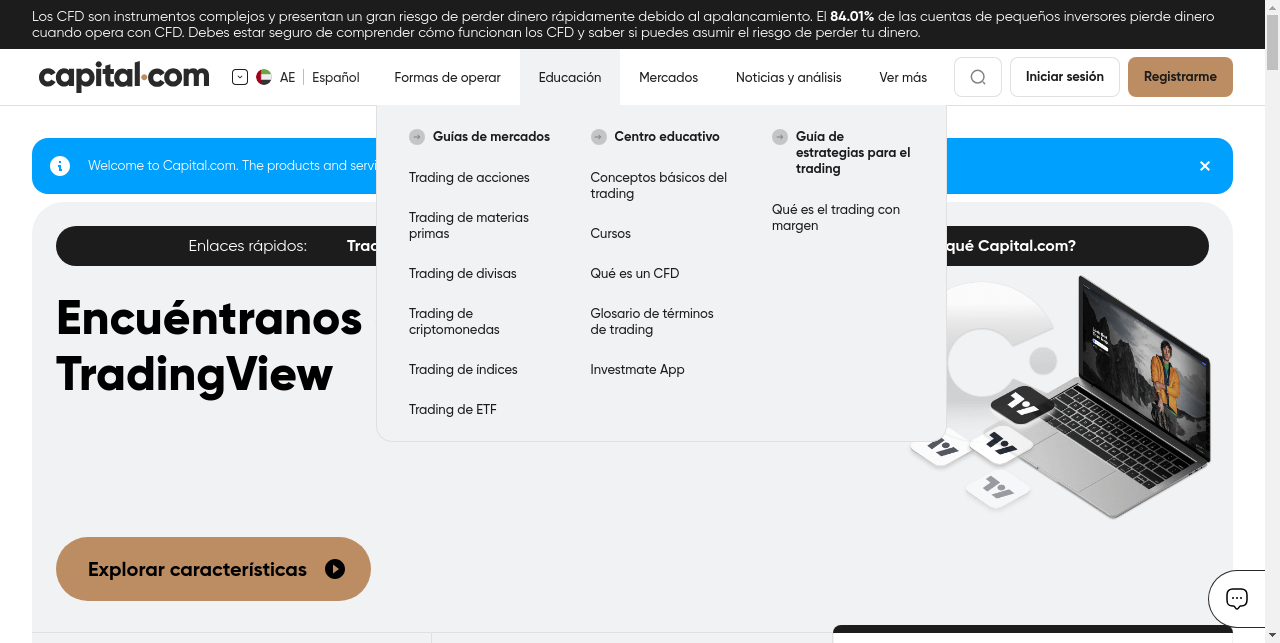 Los CFD son instrumentos complejos y presentan un gran riesgo de perder dinero rápidamente debido al apalancamiento. El 84.01% de las cuentas de pequeños inversores pierde dinero
cuando opera con CFD. Debes estar seguro de comprender cómo funcionan los CFD y saber si puedes asumir el riesgo de perder tu dinero.
capital.com AE Español Formas de operar Educación Mercados Noticias y análisis Ver más Iniciar sesión Registrarme
Guías de mercados
Trading de acciones
Trading de materias
primas
Trading de divisas
Trading de
criptomonedas
Trading de índices
Trading de ETF
Centro educativo
Conceptos básicos del
trading
Cursos
Qué es un CFD
Glosario de términos
de trading
Investmate App
Guía de
estrategias para el
trading
Qué es el trading con
margen
Welcome to Capital.com. The products and servi
Enlaces rápidos: qué Capital.com?
Encuéntranos
TradingView
Explorar características